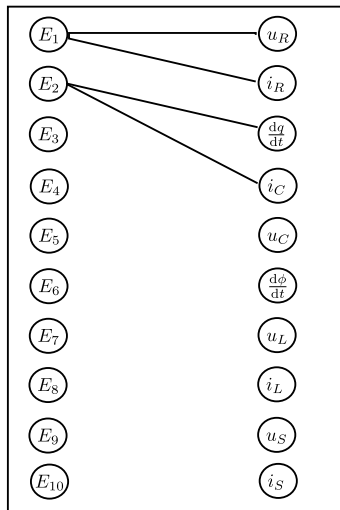 E₁ u_R
E₂ i_R
E₃ dq/dt
E₄ i_C
E₅ u_C
E₆ dϕ/dt
E₇ u_L
E₈ i_L
E₉ u_S
E₁₀ i_S